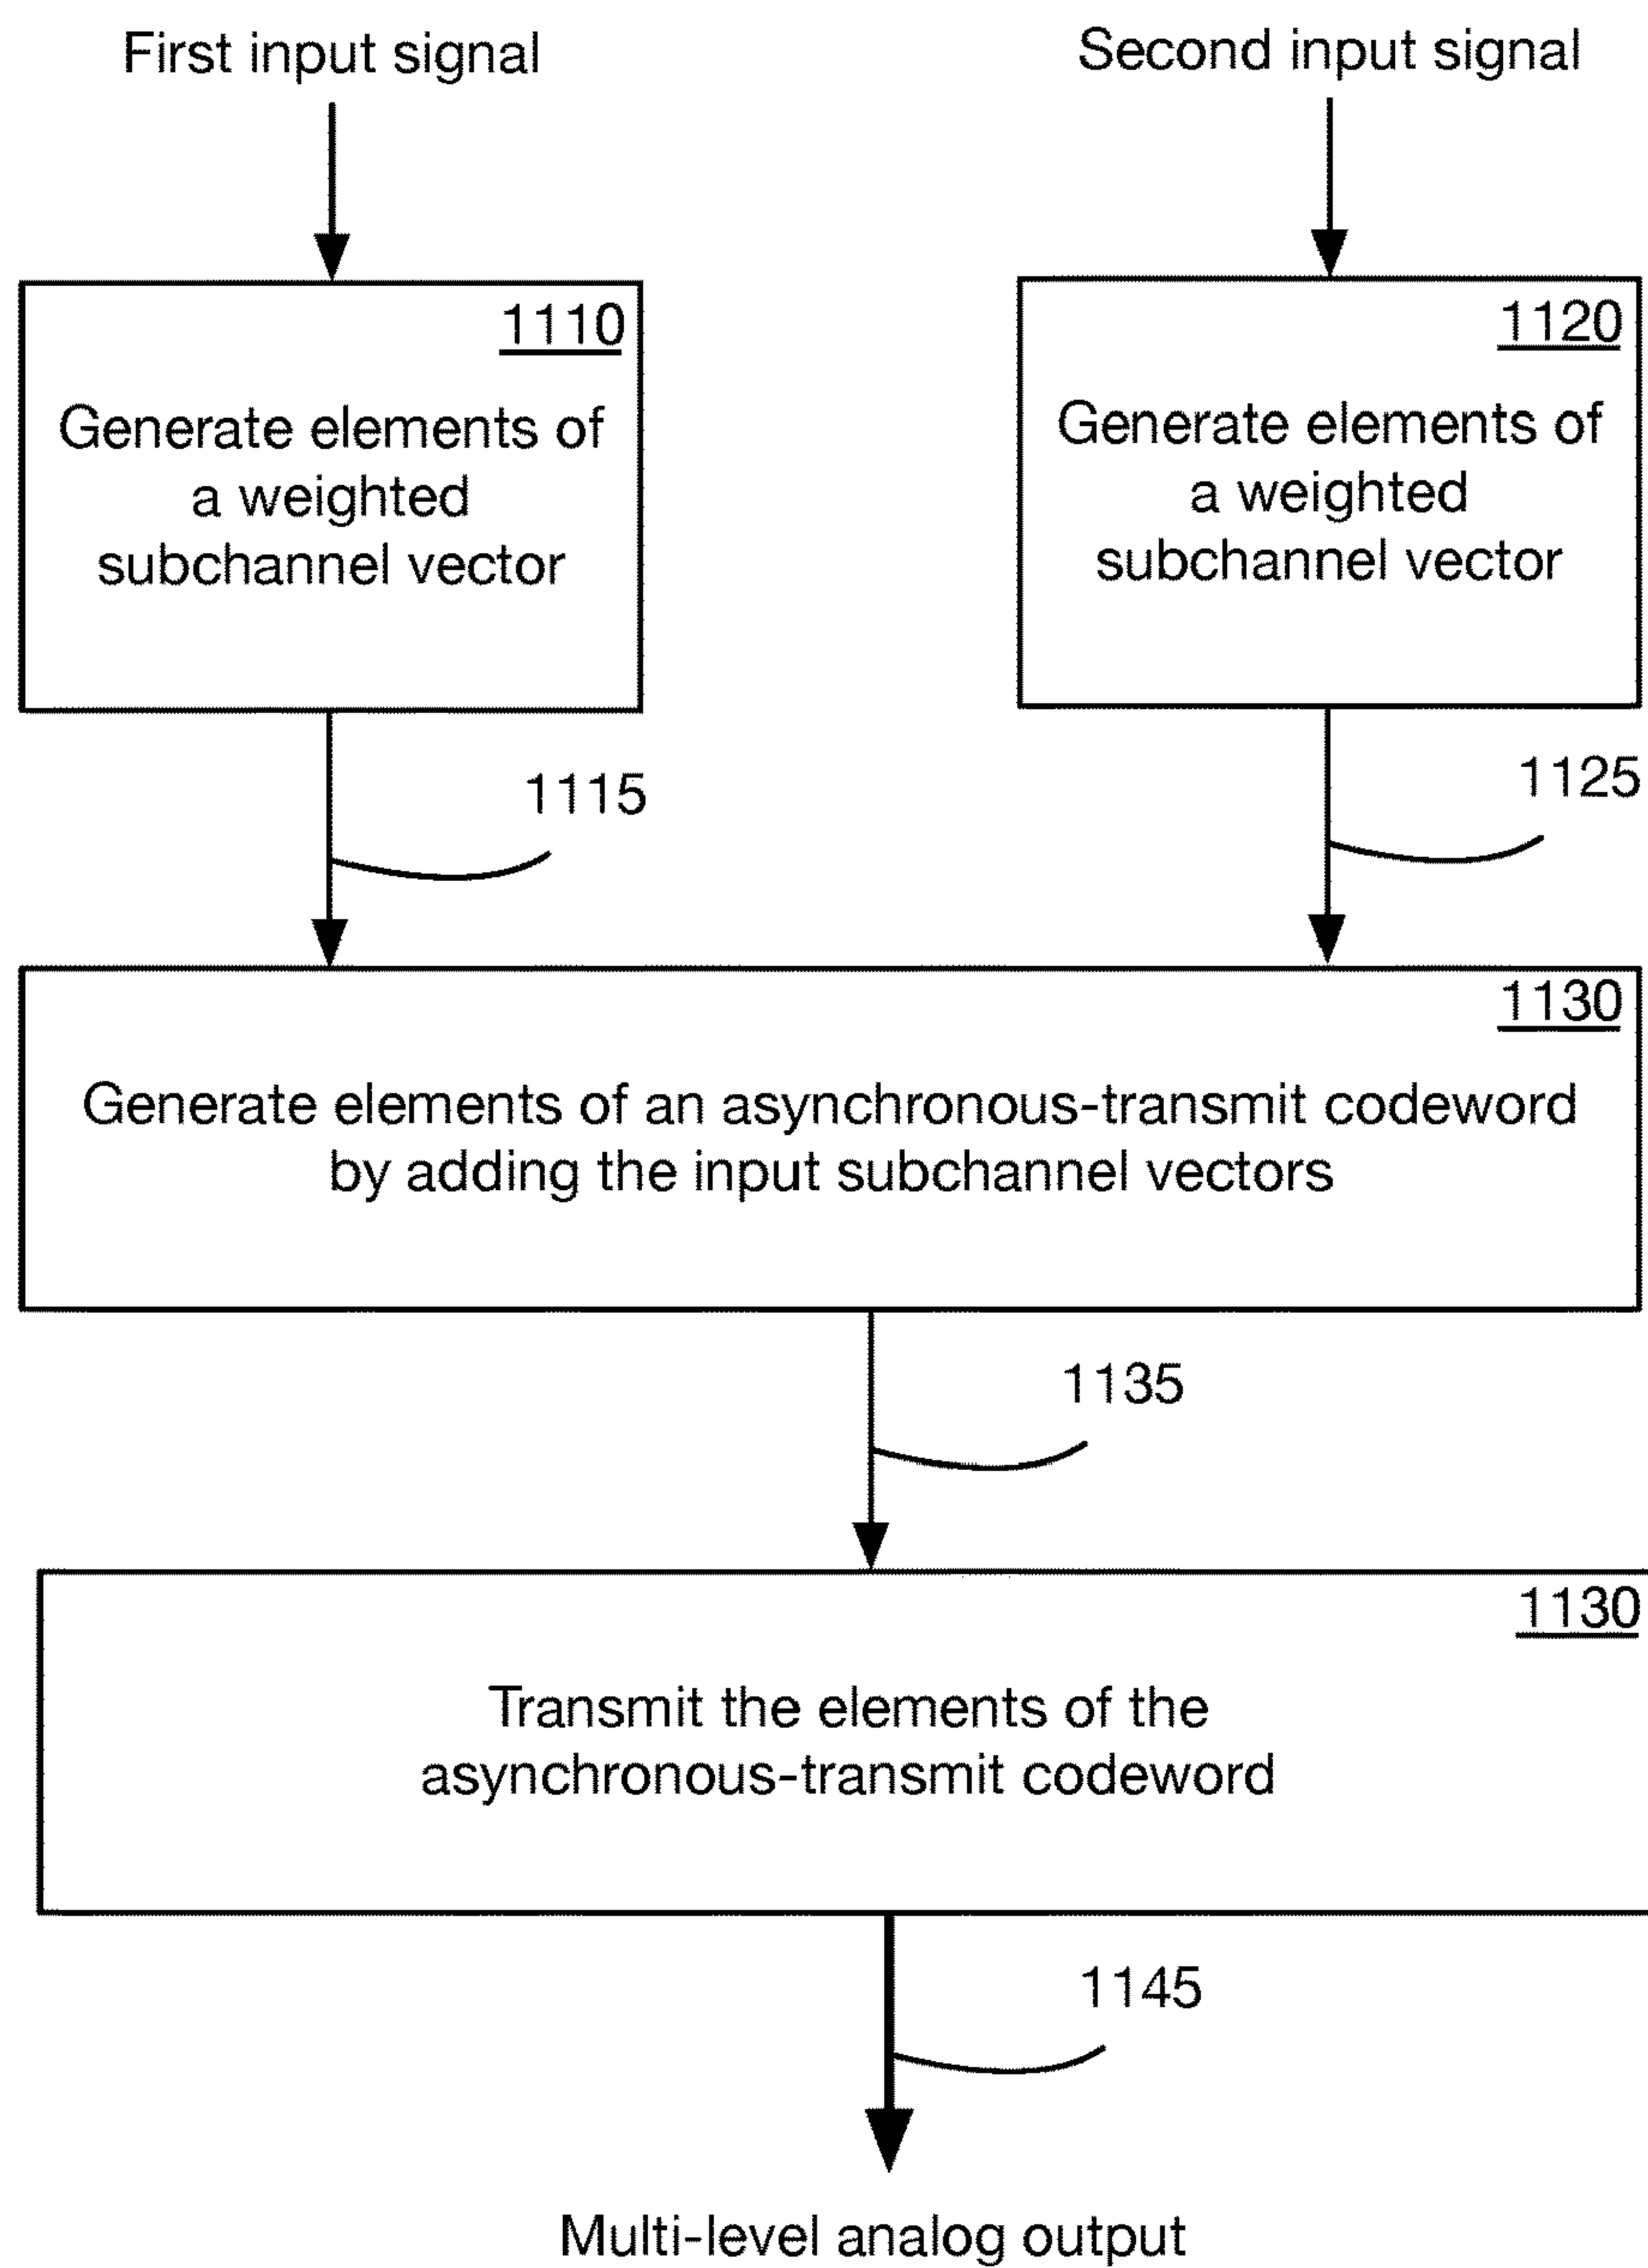 First input signal
Second input signal
1110
Generate elements of
a weighted
subchannel vector
1120
Generate elements of
a weighted
subchannel vector
1115
1125
1130
Generate elements of an asynchronous-transmit codeword
by adding the input subchannel vectors
1135
1130
Transmit the elements of the
asynchronous-transmit codeword
1145
Multi-level analog output